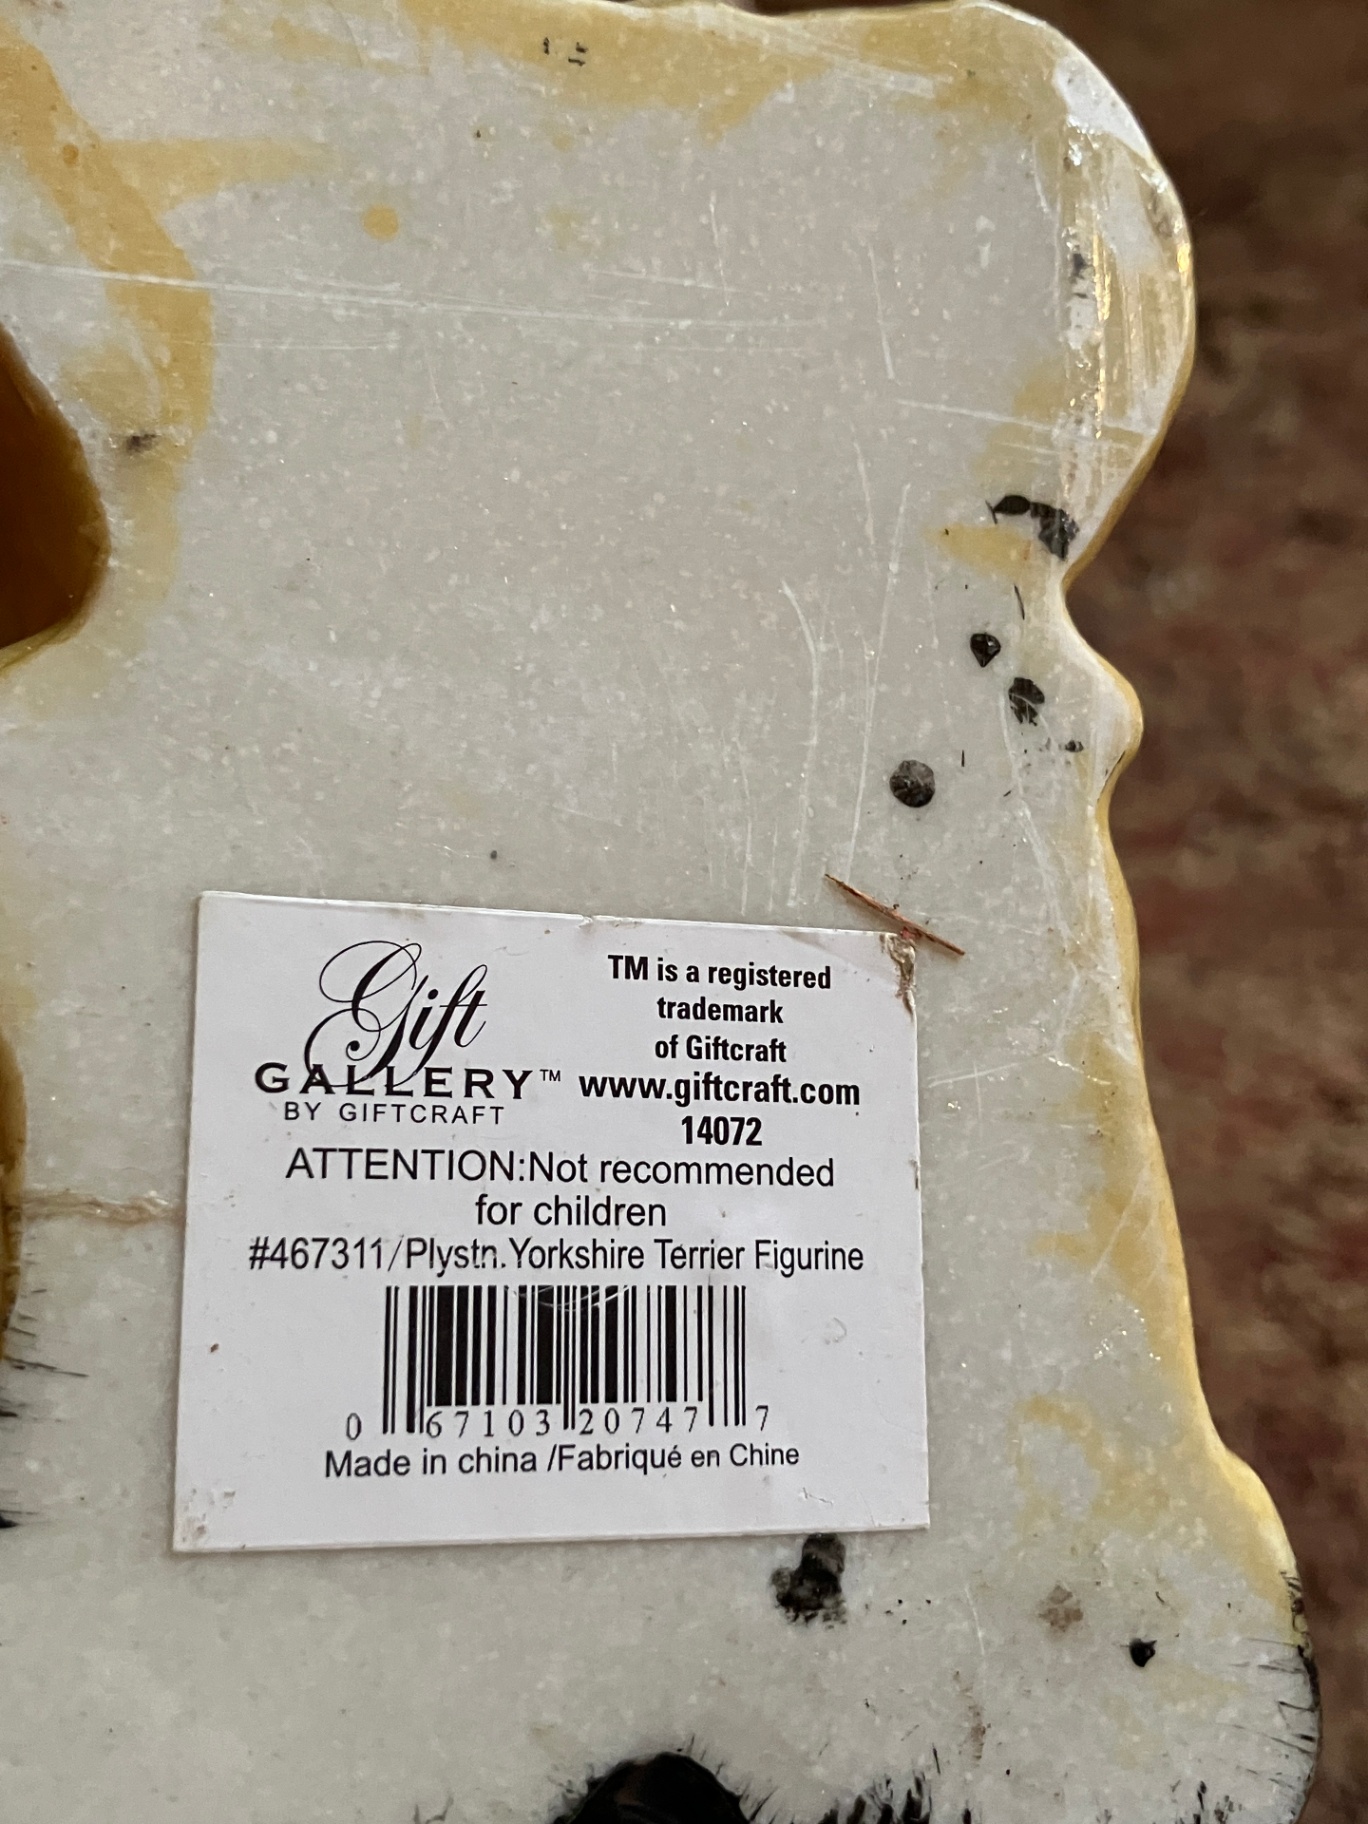 Gift
GALLERY™
BY GIFTCRAFT
TM is a registered
trademark
of Giftcraft
www.giftcraft.com
14072
ATTENTION:Not recommended
for children
#467311/Plystn.Yorkshire Terrier Figurine
0 67103 20747 7
Made in china /Fabriqué en Chine